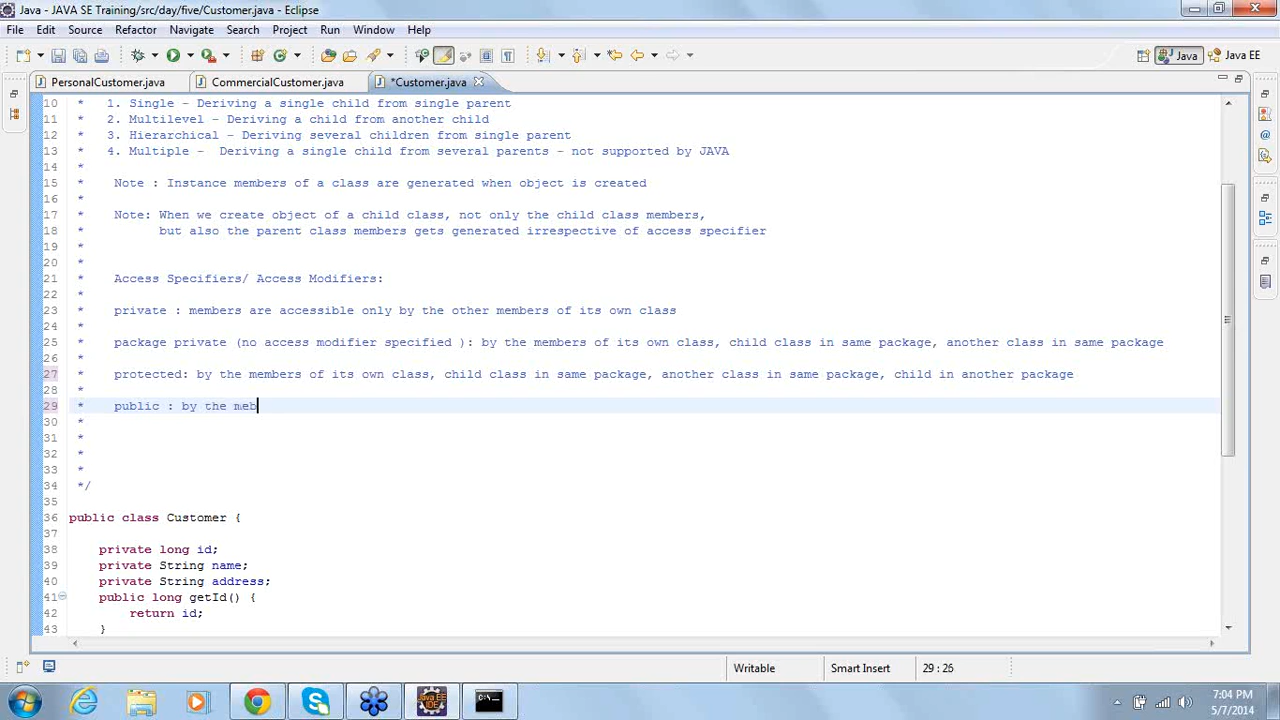 Java - JAVA SE Training/src/day/five/Customer.java - Eclipse
File Edit Source Refactor Navigate Search Project Run Window Help
Java Java EE
PersonalCustomer.java CommercialCustomer.java *Customer.java
10 * 1. Single - Deriving a single child from single parent
11 * 2. Multilevel - Deriving a child from another child
12 * 3. Hierarchical - Deriving several children from single parent
13 * 4. Multiple - Deriving a single child from several parents - not supported by JAVA
14 *
15 * Note : Instance members of a class are generated when object is created
16 *
17 * Note: When we create object of a child class, not only the child class members,
18 * but also the parent class members gets generated irrespective of access specifier
19 *
20 *
21 * Access Specifiers/ Access Modifiers:
22 *
23 * private : members are accessible only by the other members of its own class
24 *
25 * package private (no access modifier specified ): by the members of its own class, child class in same package, another class in same package
26 *
27 * protected: by the members of its own class, child class in same package, another class in same package, child in another package
28 *
29 * public : by the meb
30 *
31 *
32 *
33 *
34 */
35
36 public class Customer {
37
38 private long id;
39 private String name;
40 private String address;
41 public long getId() {
42 return id;
43 }
Writable Smart Insert 29 : 26
7:04 PM
5/7/2014